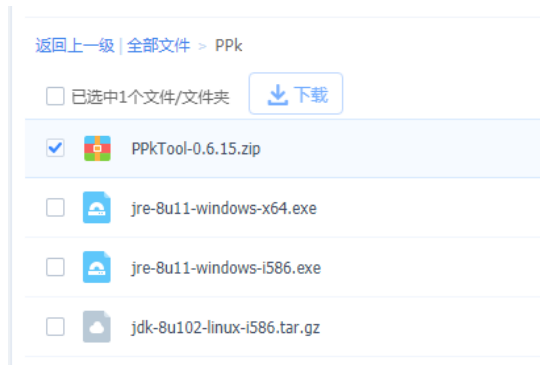 返回上一级 | 全部文件 > PPk
已选中1个文件/文件夹 下载
PPkTool-0.6.15.zip
jre-8u11-windows-x64.exe
jre-8u11-windows-i586.exe
jdk-8u102-linux-i586.tar.gz